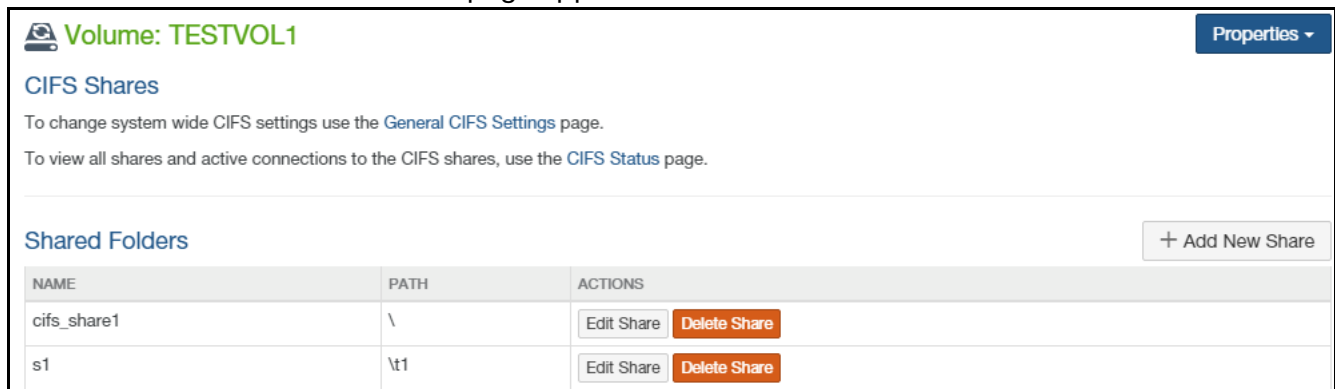 Volume: TESTVOL1
Properties
CIFS Shares
To change system wide CIFS settings use the General CIFS Settings page.
To view all shares and active connections to the CIFS shares, use the CIFS Status page.
Shared Folders
+ Add New Share
NAME PATH ACTIONS
cifs_share1 \ Edit Share Delete Share
s1 \t1 Edit Share Delete Share